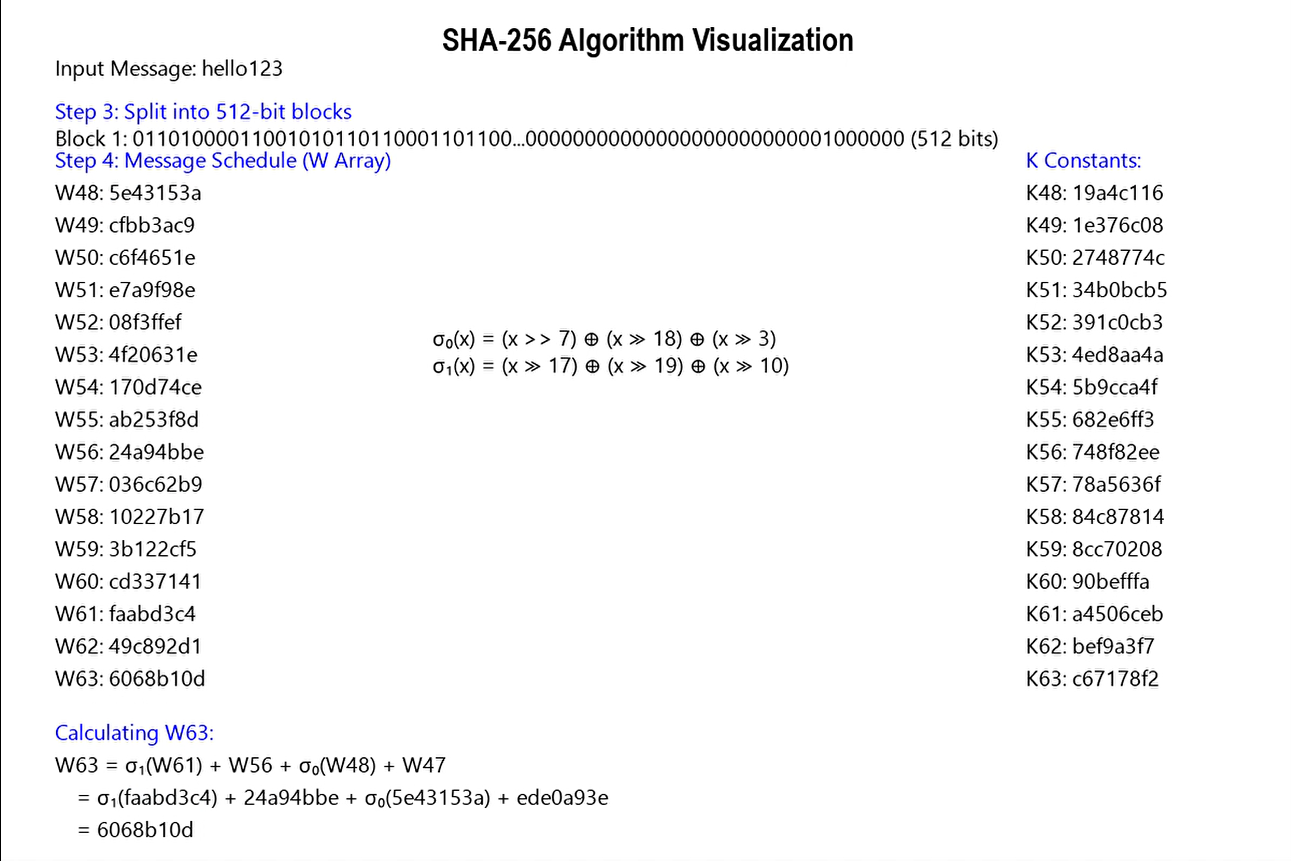 SHA-256 Algorithm Visualization
Input Message: hello123
Step 3: Split into 512-bit blocks
Block 1: 01101000011001010110110001101100...00000000000000000000000001000000 (512 bits)
Step 4: Message Schedule (W Array)
W48: 5e43153a
W49: cfbb3ac9
W50: c6f4651e
W51: e7a9f98e
W52: 08f3ffef
W53: 4f20631e
W54: 170d74ce
W55: ab253f8d
W56: 24a94bbe
W57: 036c62b9
W58: 10227b17
W59: 3b122cf5
W60: cd337141
W61: faabd3c4
W62: 49c892d1
W63: 6068b10d
σ₀(x) = (x >> 7) ⊕ (x ≫ 18) ⊕ (x ≫ 3)
σ₁(x) = (x ≫ 17) ⊕ (x ≫ 19) ⊕ (x ≫ 10)
K Constants:
K48: 19a4c116
K49: 1e376c08
K50: 2748774c
K51: 34b0bcb5
K52: 391c0cb3
K53: 4ed8aa4a
K54: 5b9cca4f
K55: 682e6ff3
K56: 748f82ee
K57: 78a5636f
K58: 84c87814
K59: 8cc70208
K60: 90befffa
K61: a4506ceb
K62: bef9a3f7
K63: c67178f2
Calculating W63:
W63 = σ₁(W61) + W56 + σ₀(W48) + W47
= σ₁(faabd3c4) + 24a94bbe + σ₀(5e43153a) + ede0a93e
= 6068b10d